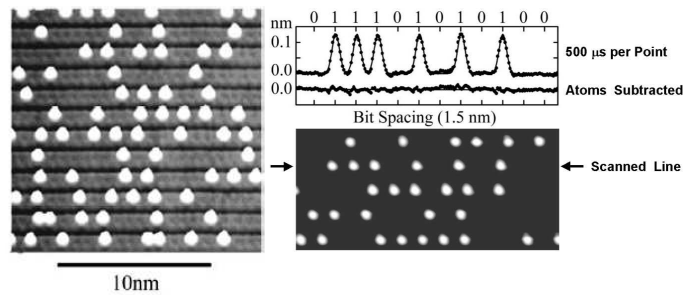 nm 0 1 1 1 0 1 0 1 0 1 0 0
0.1
500 μs per Point
0.0
0.0
Atoms Subtracted
Bit Spacing (1.5 nm)
Scanned Line
10nm